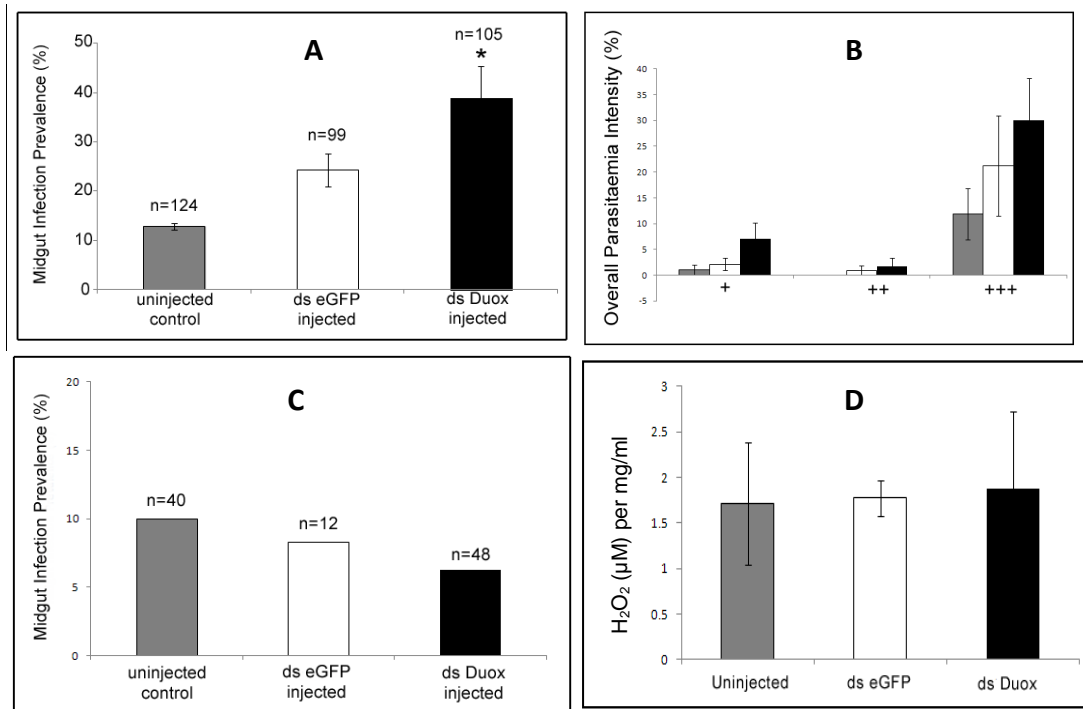 A
Midgut Infection Prevalence (%)
50
40
30
20
10
0
n=124
n=99
n=105
*
uninjected control
ds eGFP injected
ds Duox injected
B
Overall Parasitaemia Intensity (%)
40
35
30
25
20
15
10
5
0
-5
+
++
+++
C
Midgut Infection Prevalence (%)
20
15
10
5
0
n=40
n=12
n=48
uninjected control
ds eGFP injected
ds Duox injected
D
H₂O₂ (µM) per mg/ml
3
2.5
2
1.5
1
0.5
0
Uninjected
ds eGFP
ds Duox